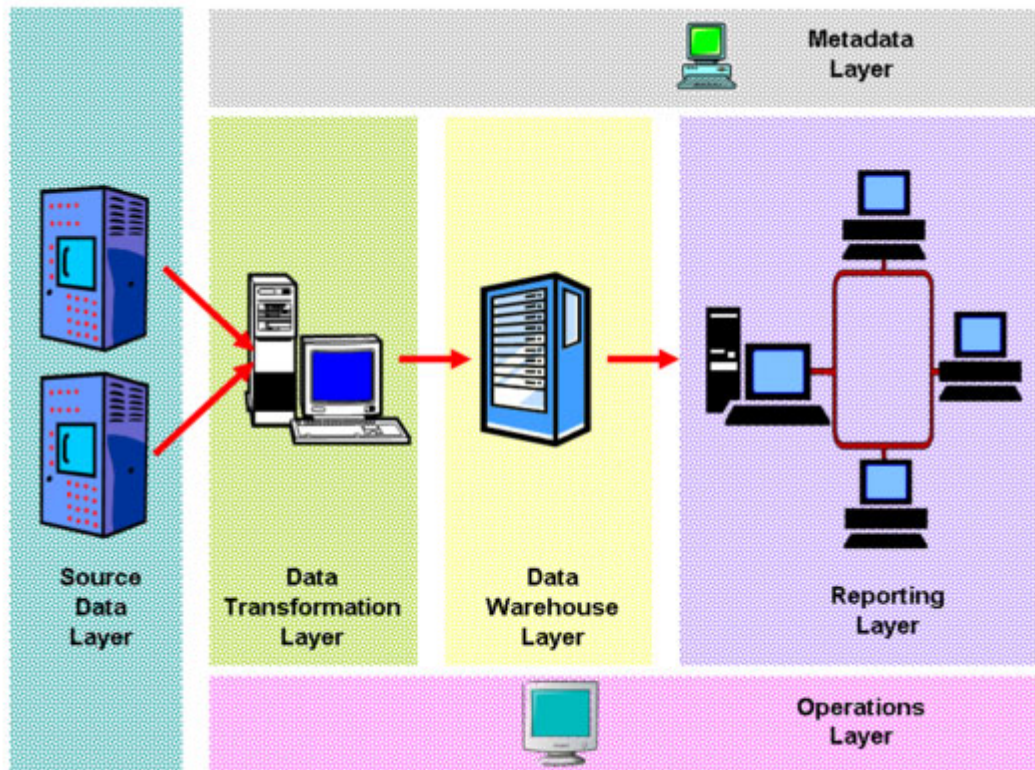 Metadata
Layer
Source
Data
Layer
Data
Transformation
Layer
Data
Warehouse
Layer
Reporting
Layer
Operations
Layer